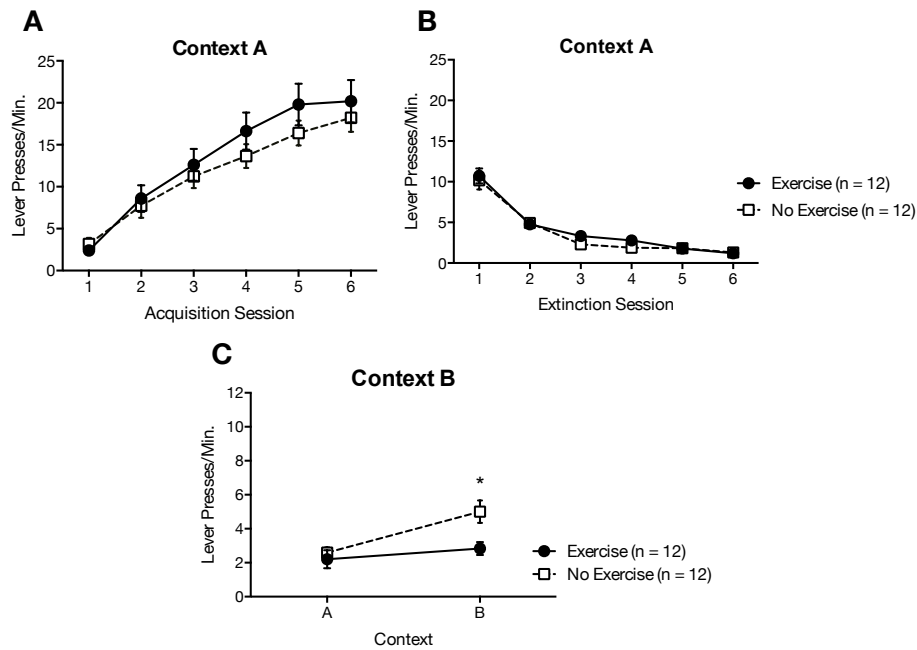 A
Context A
Lever Presses/Min.
25
20
15
10
5
0
1 2 3 4 5 6
Acquisition Session
B
Context A
Lever Presses/Min.
25
20
15
10
5
0
1 2 3 4 5 6
Extinction Session
Exercise (n = 12)
No Exercise (n = 12)
C
Context B
Lever Presses/Min.
12
10
8
6
4
2
0
*
A B
Context
Exercise (n = 12)
No Exercise (n = 12)